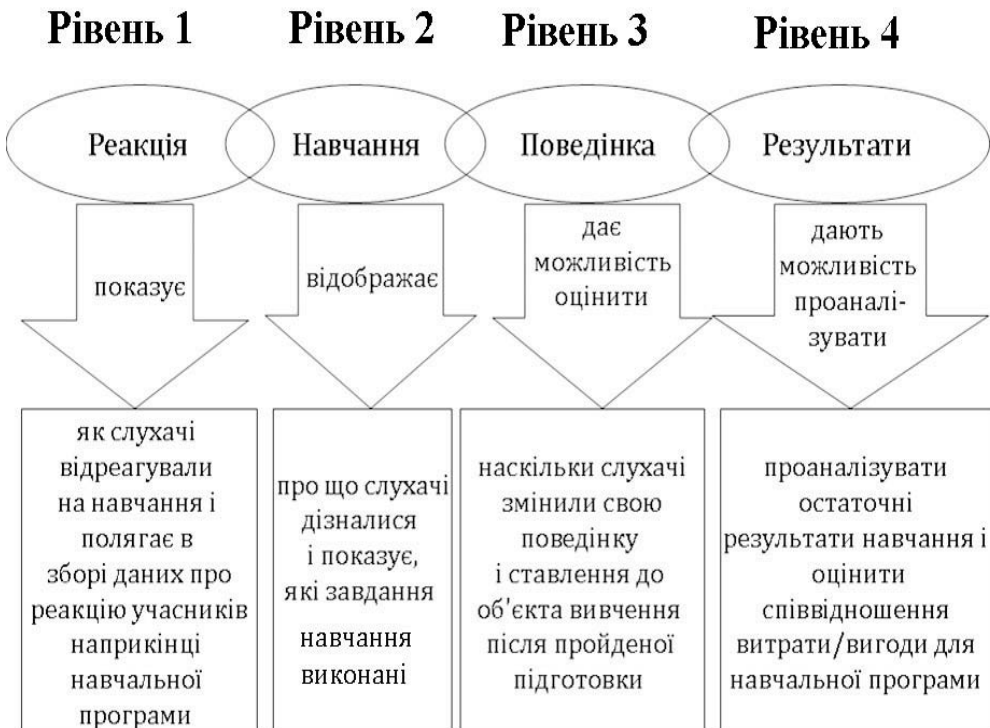 Рівень 1
Рівень 2
Рівень 3
Рівень 4
Реакція
Навчання
Поведінка
Результати
показує
відображає
дає
можливість
оцінити
дають
можливість
проаналі-
зувати
як слухачі
відреагували
на навчання і
полягає в
зборі даних про
реакцію учасників
наприкінці
навчальної
програми
про що слухачі
дізналися
і показує,
які завдання
навчання
виконані
наскільки слухачі
змінили свою
поведінку
і ставлення до
об’єкта вивчення
після пройденої
підготовки
проаналізувати
остаточні
результати навчання і
оцінити
співвідношення
витрати/вигоди для
навчальної програми